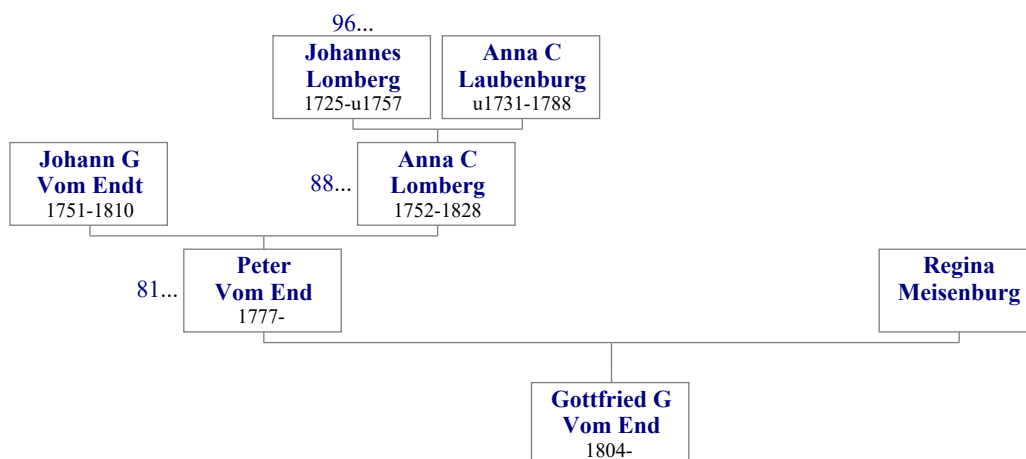 96...
Johannes
Lomberg
1725-u1757
Anna C
Laubenburg
u1731-1788
Johann G
Vom Endt
1751-1810
88...
Anna C
Lomberg
1752-1828
81...
Peter
Vom End
1777-
Regina
Meisenburg
Gottfried G
Vom End
1804-